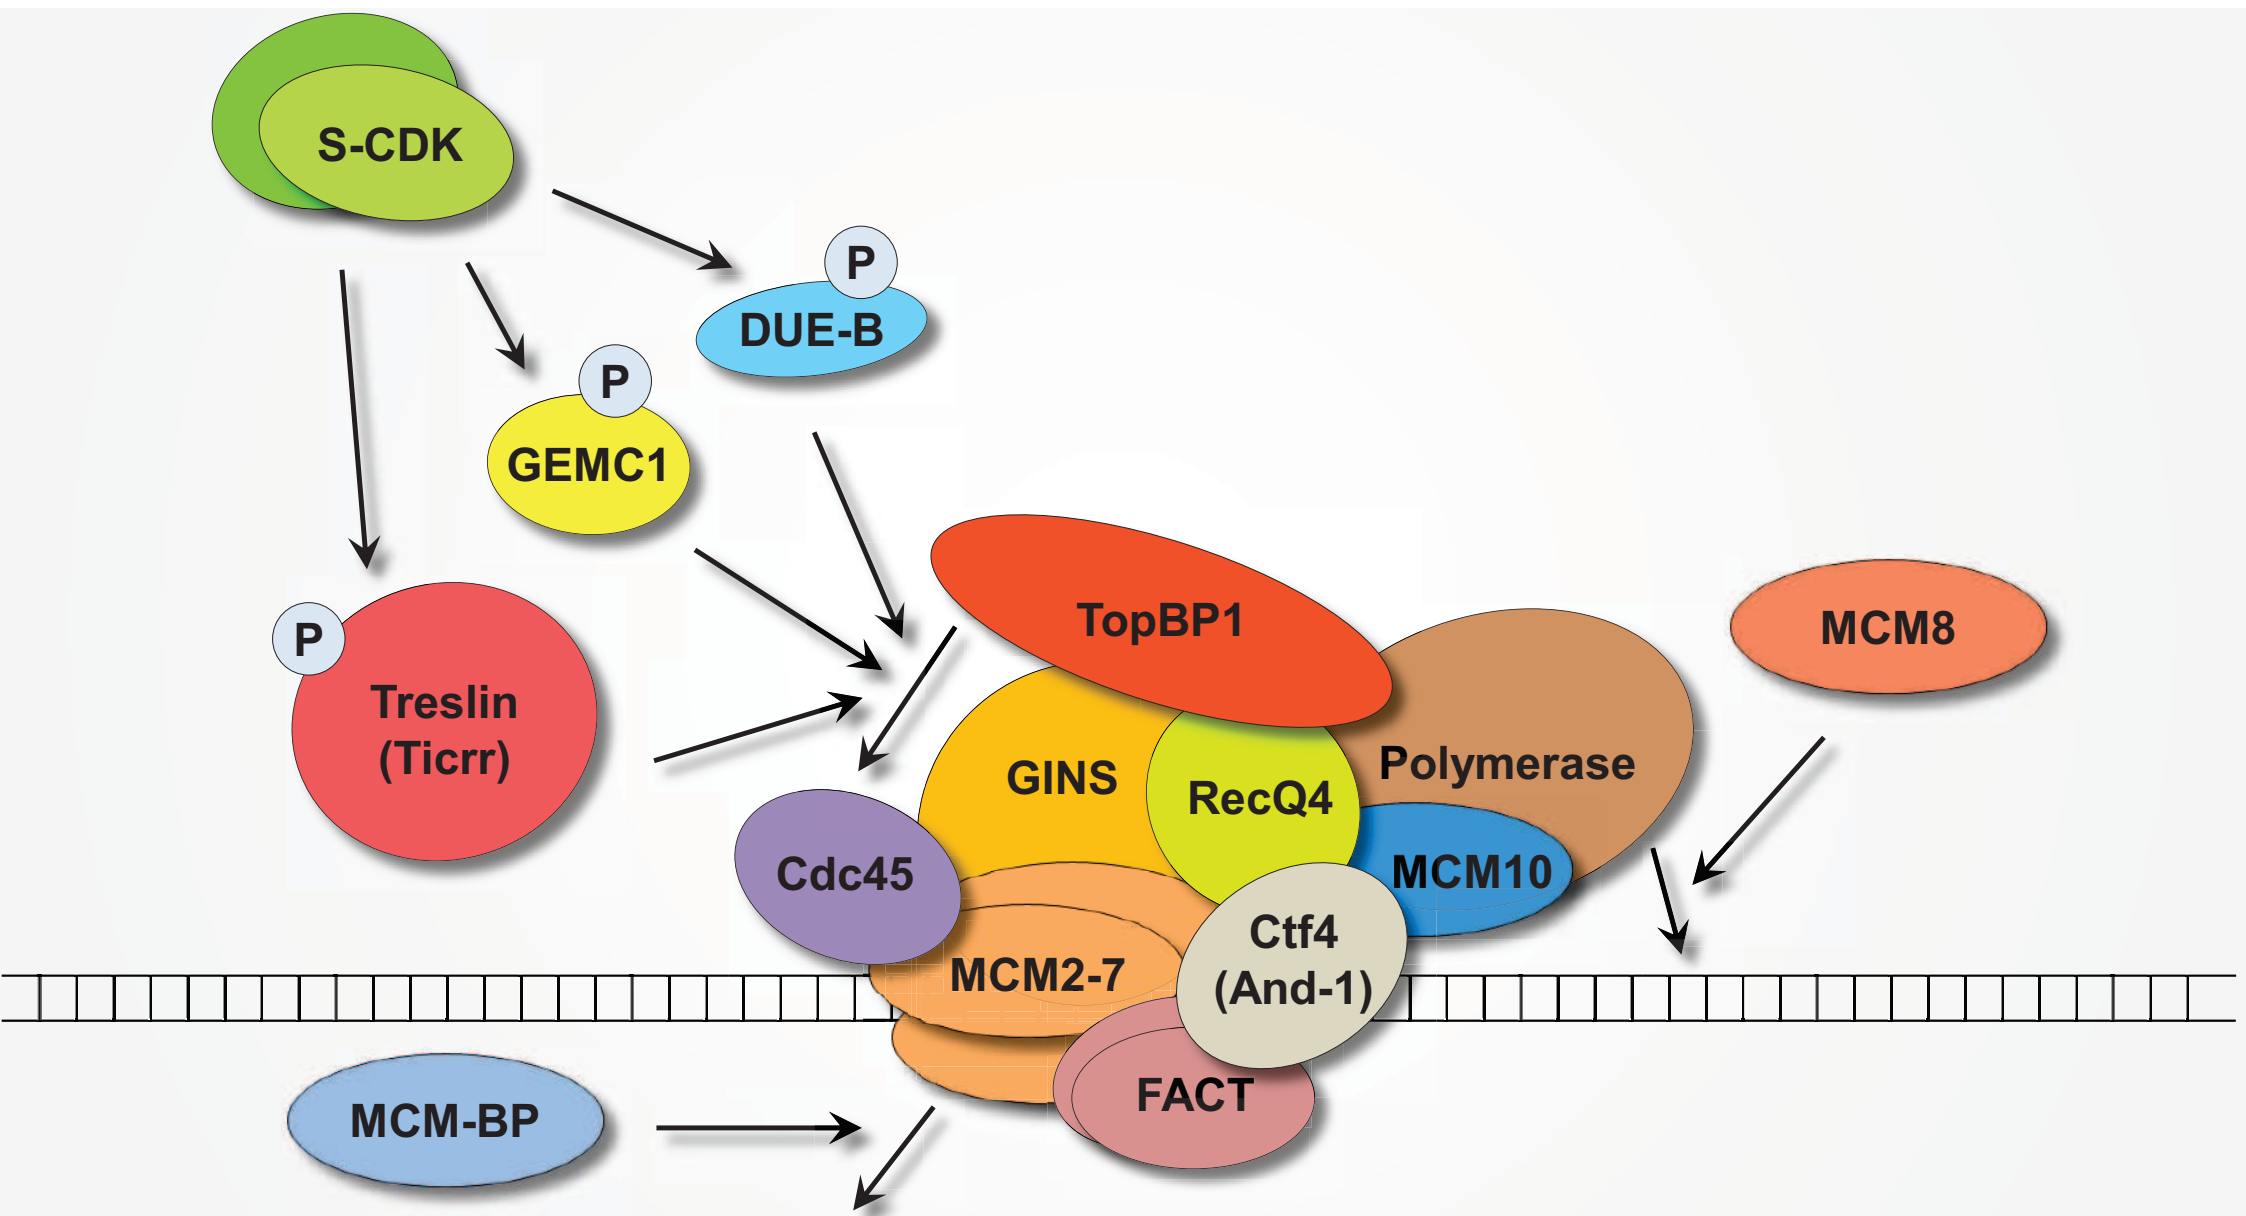 S-CDK
P
DUE-B
P
GEMC1
P
Treslin
(Ticrr)
TopBP1
MCM8
GINS
RecQ4
Polymerase
Cdc45
MCM10
Ctf4
(And-1)
MCM2-7
FACT
MCM-BP